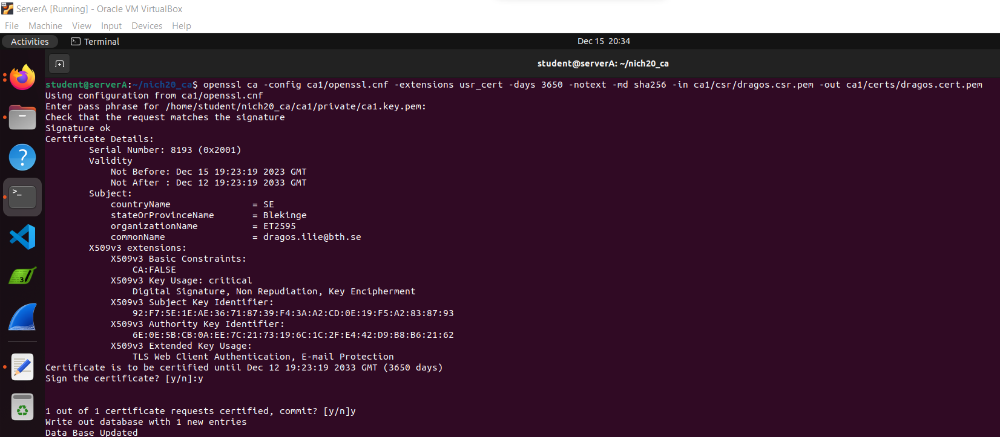 ServerA [Running] - Oracle VM VirtualBox
File Machine View Input Devices Help
Activities Terminal Dec 15 20:34
student@serverA: ~/nich20_ca
student@serverA:~/nich20_ca$ openssl ca -config ca1/openssl.cnf -extensions usr_cert -days 3650 -notext -md sha256 -in ca1/csr/dragos.csr.pem -out ca1/certs/dragos.cert.pem
Using configuration from ca1/openssl.cnf
Enter pass phrase for /home/student/nich20_ca/ca1/private/ca1.key.pem:
Check that the request matches the signature
Signature ok
Certificate Details:
Serial Number: 8193 (0x2001)
Validity
Not Before: Dec 15 19:23:19 2023 GMT
Not After : Dec 12 19:23:19 2033 GMT
Subject:
countryName = SE
stateOrProvinceName = Blekinge
organizationName = ET2595
commonName = dragos.ilie@bth.se
X509v3 extensions:
X509v3 Basic Constraints:
CA:FALSE
X509v3 Key Usage: critical
Digital Signature, Non Repudiation, Key Encipherment
X509v3 Subject Key Identifier:
92:F7:5E:1E:AE:36:71:87:39:F4:3A:A2:CD:0E:19:F5:A2:83:87:93
X509v3 Authority Key Identifier:
6E:0E:5B:CB:0A:EE:7C:21:73:19:6C:1C:2F:E4:42:D9:B8:B6:21:62
X509v3 Extended Key Usage:
TLS Web Client Authentication, E-mail Protection
Certificate is to be certified until Dec 12 19:23:19 2033 GMT (3650 days)
Sign the certificate? [y/n]:y
1 out of 1 certificate requests certified, commit? [y/n]y
Write out database with 1 new entries
Data Base Updated